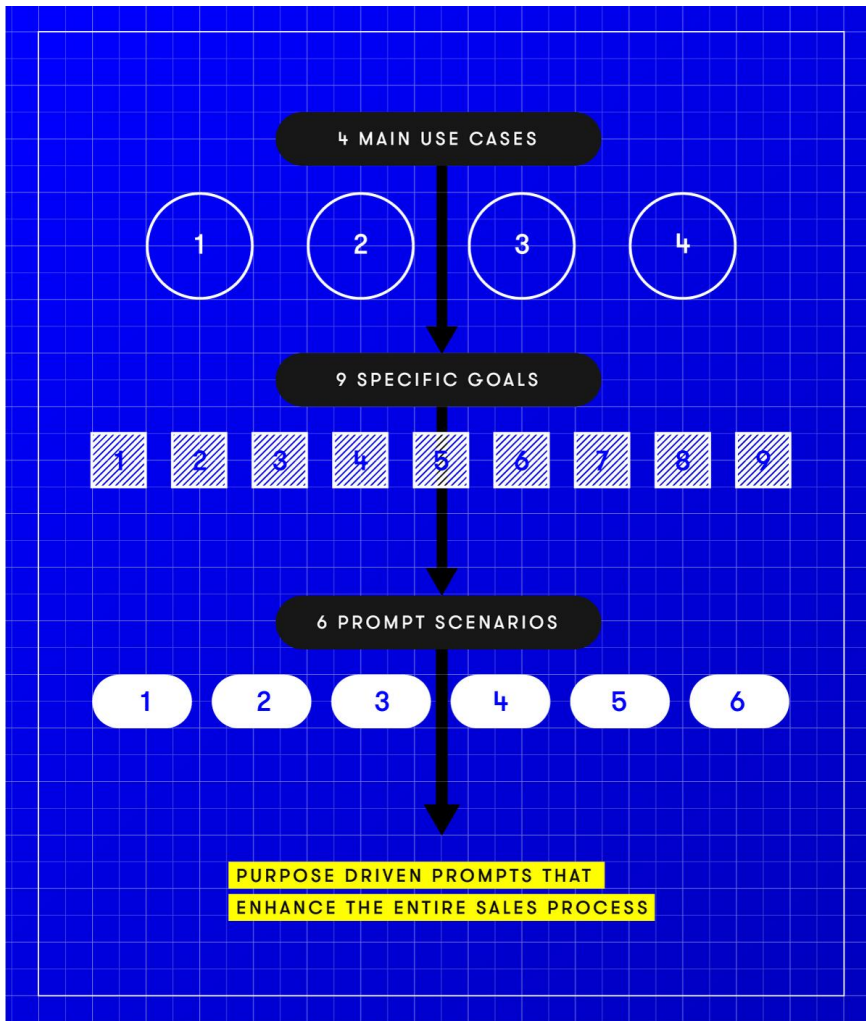 4 MAIN USE CASES
1 2 3 4
9 SPECIFIC GOALS
1 2 3 4 5 6 7 8 9
6 PROMPT SCENARIOS
1 2 3 4 5 6
PURPOSE DRIVEN PROMPTS THAT
ENHANCE THE ENTIRE SALES PROCESS